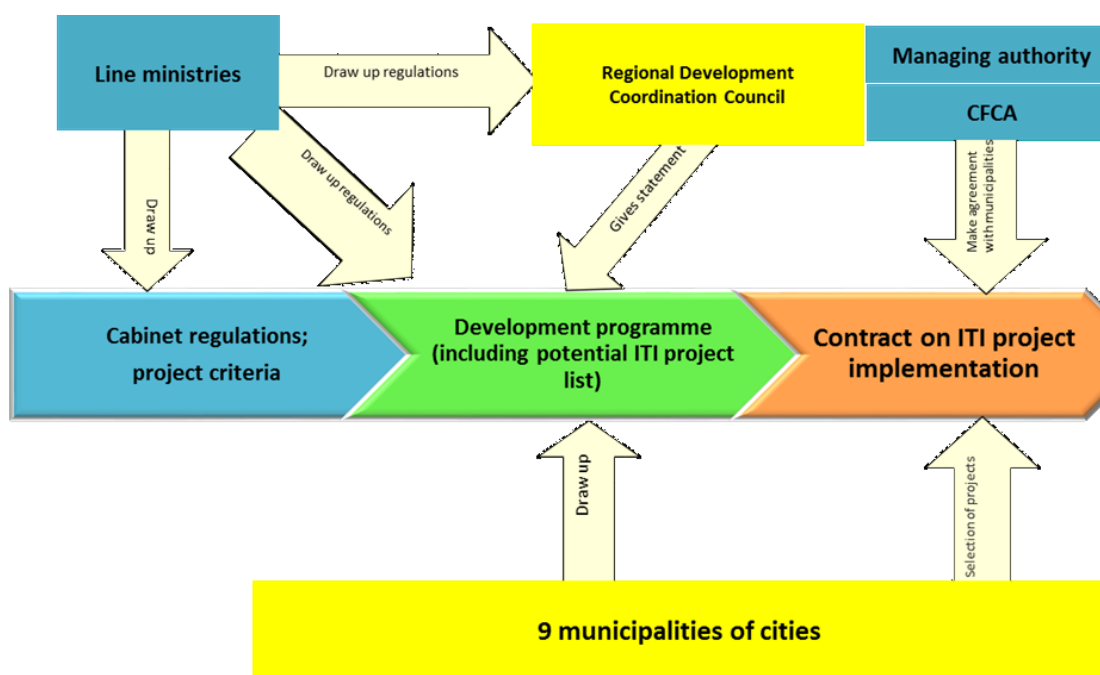 Line ministries
Draw up regulations
Regional Development
Coordination Council
Managing authority
CFCA
Draw up
Draw up regulations
Gives statement
Make agreement
with municipalities
Cabinet regulations;
project criteria
Development programme
(including potential ITI project
list)
Contract on ITI project
implementation
Draw up
Selection of projects
9 municipalities of cities